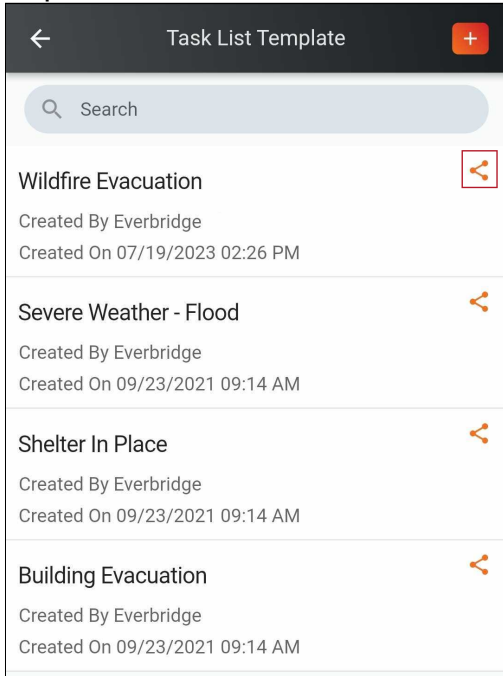 Task List Template
Search
Wildfire Evacuation
Created By Everbridge
Created On 07/19/2023 02:26 PM
Severe Weather - Flood
Created By Everbridge
Created On 09/23/2021 09:14 AM
Shelter In Place
Created By Everbridge
Created On 09/23/2021 09:14 AM
Building Evacuation
Created By Everbridge
Created On 09/23/2021 09:14 AM